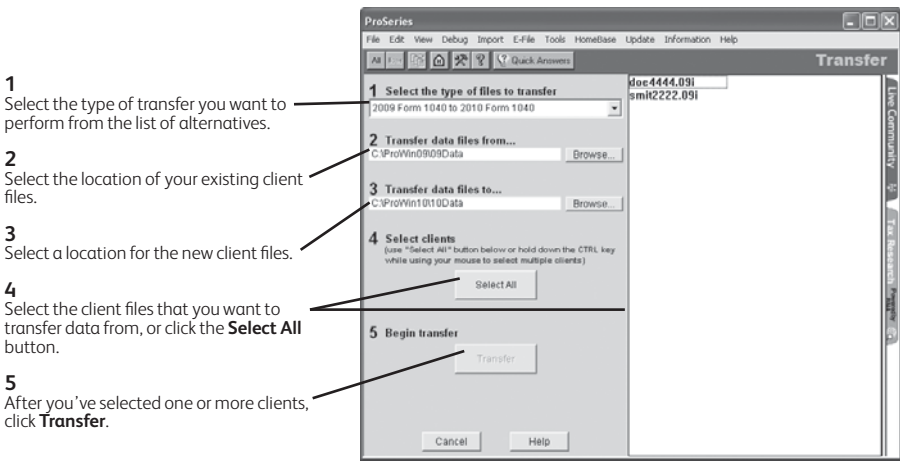 1
Select the type of transfer you want to
perform from the list of alternatives.
2
Select the location of your existing client
files.
3
Select a location for the new client files.
4
Select the client files that you want to
transfer data from, or click the Select All
button.
5
After you've selected one or more clients,
click Transfer.
ProSeries
File Edit View Debug Import E-File Tools HomeBase Update Information Help
All
Quick Answers
Transfer
1 Select the type of files to transfer
2009 Form 1040 to 2010 Form 1040
2 Transfer data files from...
C:\ProWin09\09Data
Browse...
3 Transfer data files to...
C:\ProWin10\10Data
Browse...
4 Select clients
(use "Select All" button below or hold down the CTRL key
while using your mouse to select multiple clients)
Select All
5 Begin transfer
Transfer
Cancel
Help
doe4444.09i
smit2222.09i
Live Community
Tax Research